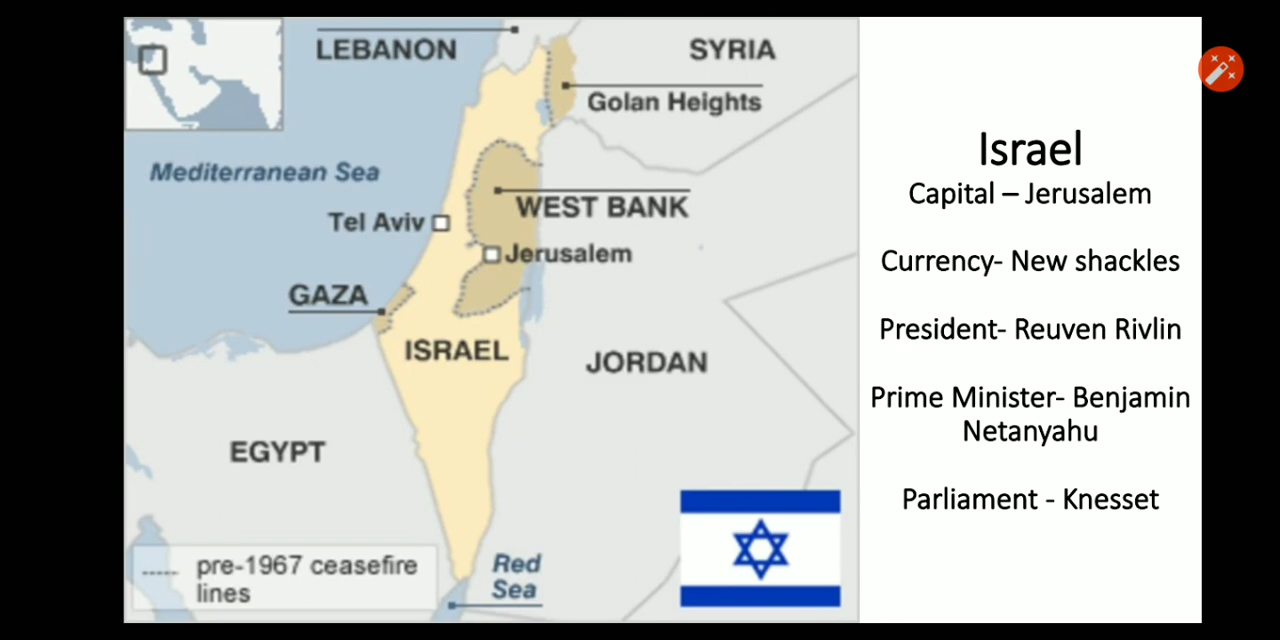 LEBANON
SYRIA
Golan Heights
Mediterranean Sea
WEST BANK
Tel Aviv
Jerusalem
GAZA
ISRAEL
JORDAN
EGYPT
pre-1967 ceasefire
lines
Red
Sea
Israel
Capital – Jerusalem
Currency- New shackles
President- Reuven Rivlin
Prime Minister- Benjamin
Netanyahu
Parliament - Knesset